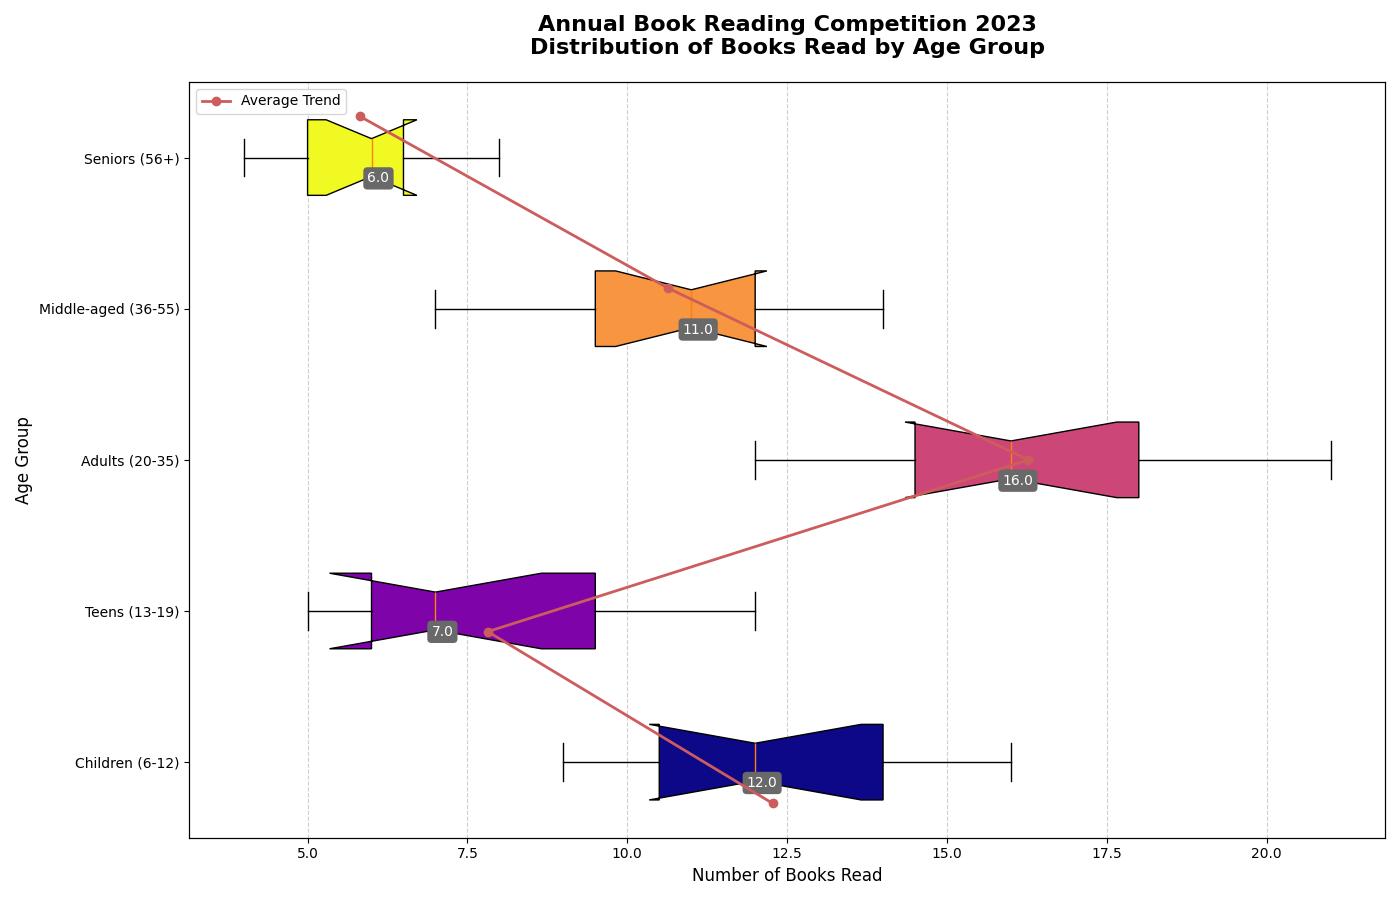 Annual Book Reading Competition 2023
Distribution of Books Read by Age Group
Average Trend
Seniors (56+)
6.0
Middle-aged (36-55)
11.0
Adults (20-35)
16.0
Teens (13-19)
7.0
Children (6-12)
12.0
Age Group
5.0 7.5 10.0 12.5 15.0 17.5 20.0
Number of Books Read